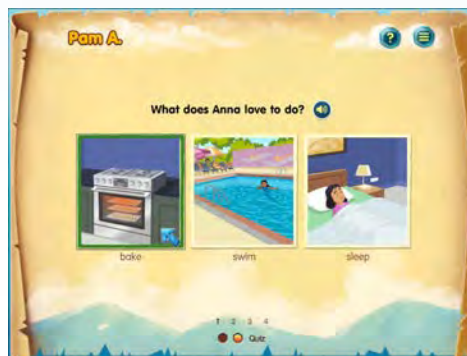 Pam A.
?
What does Anna love to do?
bake
swim
sleep
1 2 3 4
Quiz